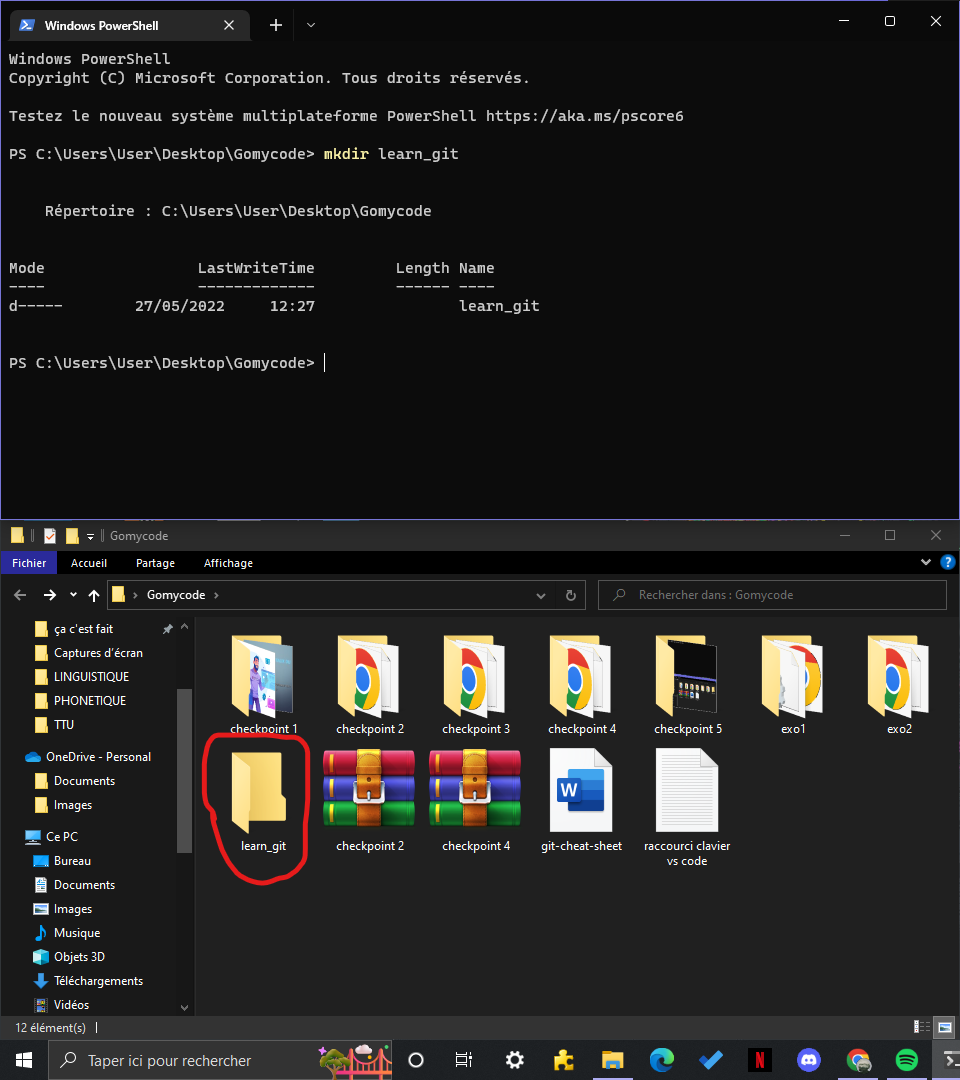 Windows PowerShell
Windows PowerShell
Copyright (C) Microsoft Corporation. Tous droits réservés.
Testez le nouveau système multiplateforme PowerShell https://aka.ms/pscore6
PS C:\Users\User\Desktop\Gomycode> mkdir learn_git
Répertoire : C:\Users\User\Desktop\Gomycode
Mode LastWriteTime Length Name
---- ------------- ------ ----
d----- 27/05/2022 12:27 learn_git
PS C:\Users\User\Desktop\Gomycode>
Gomycode
Fichier Accueil Partage Affichage
Gomycode
Rechercher dans : Gomycode
ça c'est fait
Captures d'écran
LINGUISTIQUE
PHONETIQUE
TTU
OneDrive - Personal
Documents
Images
Ce PC
Bureau
Documents
Images
Musique
Objets 3D
Téléchargements
Vidéos
checkpoint 1 checkpoint 2 checkpoint 3 checkpoint 4 checkpoint 5 exo1 exo2
learn_git checkpoint 2 checkpoint 4 git-cheat-sheet raccourci clavier
vs code
12 élément(s)
Taper ici pour rechercher